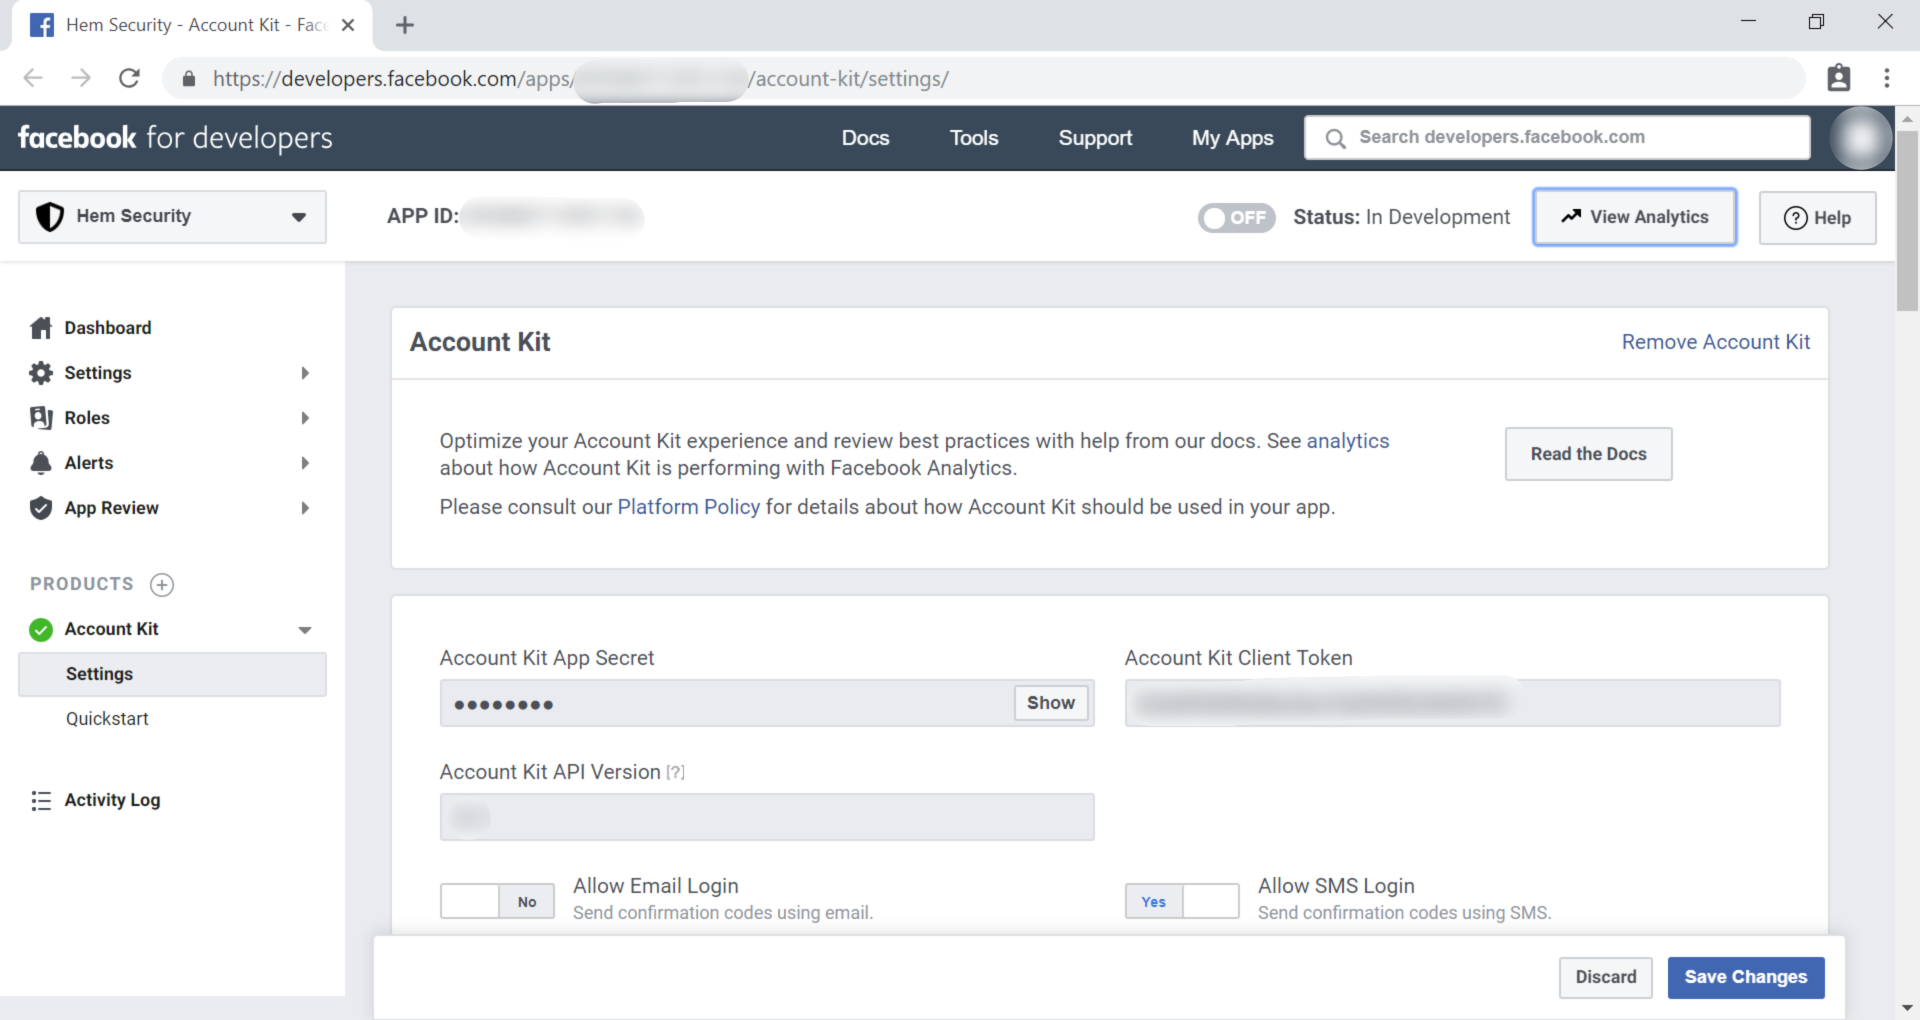 Hem Security - Account Kit - Face
https://developers.facebook.com/apps/ /account-kit/settings/
facebook for developers
Docs
Tools
Support
My Apps
Search developers.facebook.com
Hem Security
APP ID:
OFF
Status: In Development
View Analytics
? Help
Dashboard
Settings
Roles
Alerts
App Review
PRODUCTS
Account Kit
Settings
Quickstart
Activity Log
Account Kit
Remove Account Kit
Optimize your Account Kit experience and review best practices with help from our docs. See analytics
about how Account Kit is performing with Facebook Analytics.
Please consult our Platform Policy for details about how Account Kit should be used in your app.
Read the Docs
Account Kit App Secret
●●●●●●●●
Show
Account Kit Client Token
Account Kit API Version [?]
No
Allow Email Login
Send confirmation codes using email.
Yes
Allow SMS Login
Send confirmation codes using SMS.
Discard
Save Changes